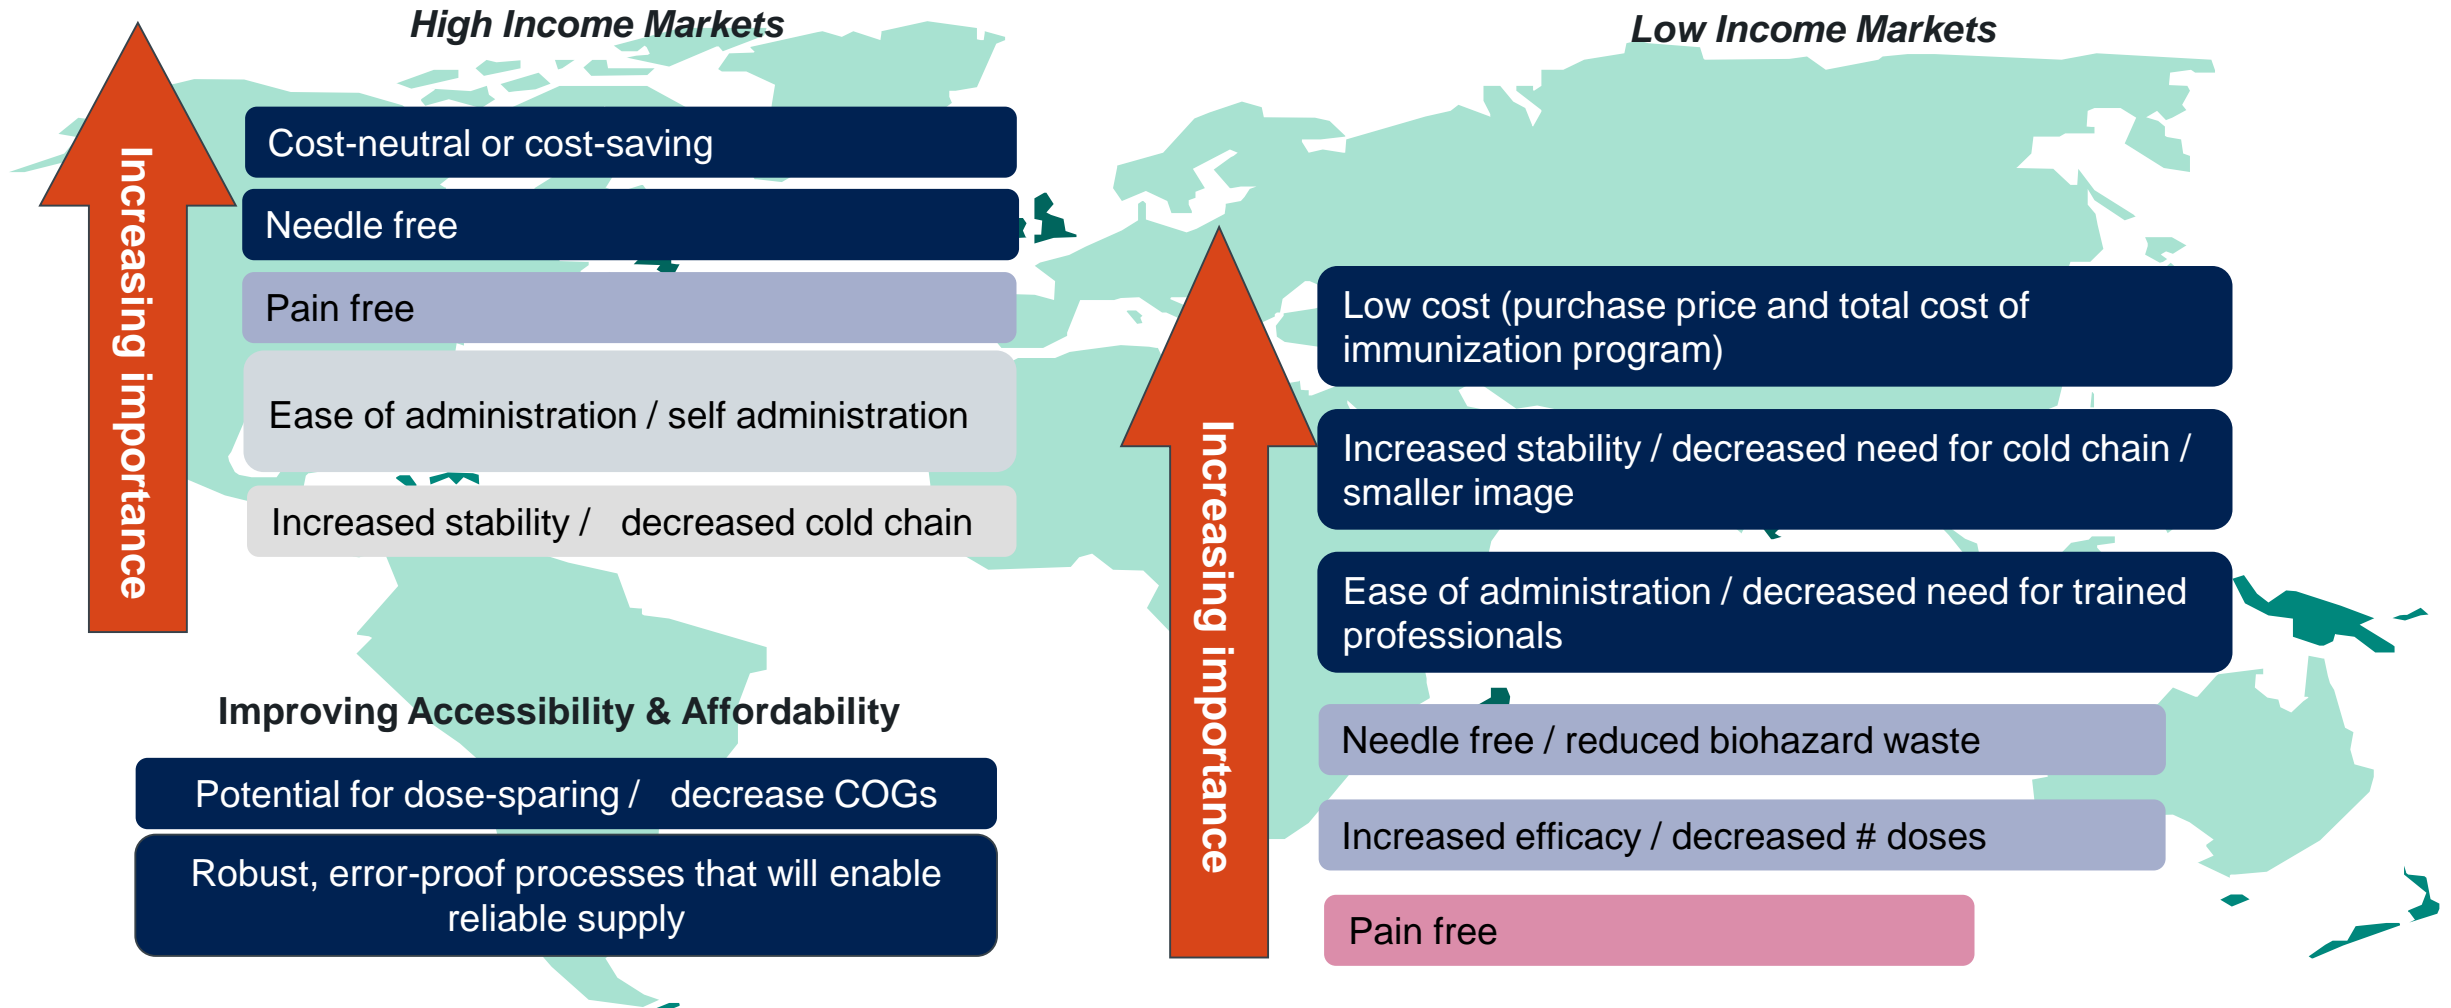 High Income Markets
Increasing importance
Cost-neutral or cost-saving
Needle free
Pain free
Ease of administration / self administration
Increased stability / decreased cold chain
Improving Accessibility & Affordability
Potential for dose-sparing / decrease COGs
Robust, error-proof processes that will enable
reliable supply
Low Income Markets
Increasing importance
Low cost (purchase price and total cost of
immunization program)
Increased stability / decreased need for cold chain /
smaller image
Ease of administration / decreased need for trained
professionals
Needle free / reduced biohazard waste
Increased efficacy / decreased # doses
Pain free